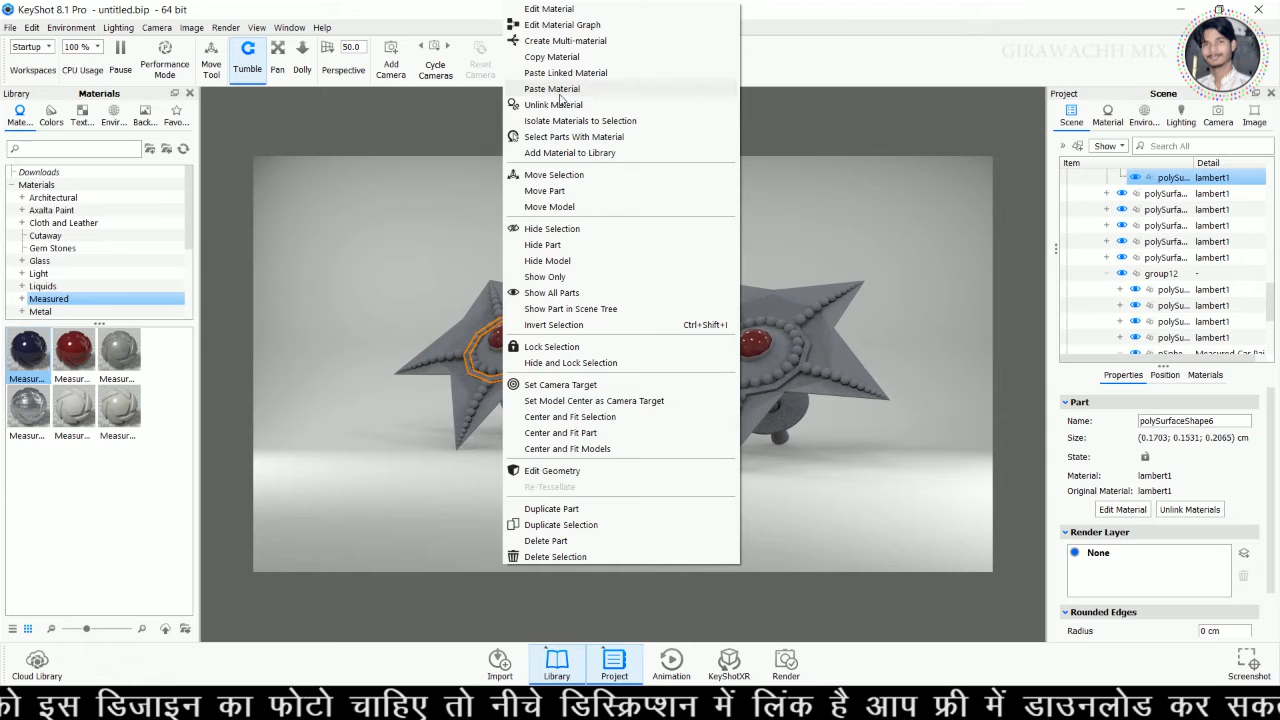 KeyShot 8.1 Pro - untitled.bip - 64 bit
File Edit Environment Lighting Camera Image Render View Window Help
Startup 100 % 50.0
Workspaces CPU Usage Pause Performance Mode Move Tool Tumble Pan Dolly Perspective Add Camera Cycle Cameras Reset Camera
GIRAWACHH MIX
Library Materials
Mate... Colors Text... Envir... Back... Favo...
Downloads
Materials
Architectural
Axalta Paint
Cloth and Leather
Cutaway
Gem Stones
Glass
Light
Liquids
Measured
Metal
Measur... Measur... Measur...
Measur... Measur... Measur...
Edit Material
Edit Material Graph
Create Multi-material
Copy Material
Paste Linked Material
Paste Material
Unlink Material
Isolate Materials to Selection
Select Parts With Material
Add Material to Library
Move Selection
Move Part
Move Model
Hide Selection
Hide Part
Hide Model
Show Only
Show All Parts
Show Part in Scene Tree
Invert Selection Ctrl+Shift+I
Lock Selection
Hide and Lock Selection
Set Camera Target
Set Model Center as Camera Target
Center and Fit Selection
Center and Fit Part
Center and Fit Models
Edit Geometry
Re-Tessellate
Duplicate Part
Duplicate Selection
Delete Part
Delete Selection
Project Scene
Scene Material Enviro... Lighting Camera Image
Show Search All
Item Detail
polySu... lambert1
polySurfa... lambert1
polySurfa... lambert1
polySurfa... lambert1
polySurfa... lambert1
polySurfa... lambert1
group12 -
polySu... lambert1
polySu... lambert1
polySu... lambert1
polySu... lambert1
Properties Position Materials
Part
Name: polySurfaceShape6
Size: (0.1703, 0.1531, 0.2065) cm
State:
Material: lambert1
Original Material: lambert1
Edit Material Unlink Materials
Render Layer
None
Rounded Edges
Radius 0 cm
Cloud Library Import Library Project Animation KeyShotXR Render Screenshot
को इस डिजाइन का फोटो चाहिए तो नीचे डिस्क्रिप्शन में लिंक है आप फ्री में डाउनलोड कर सक